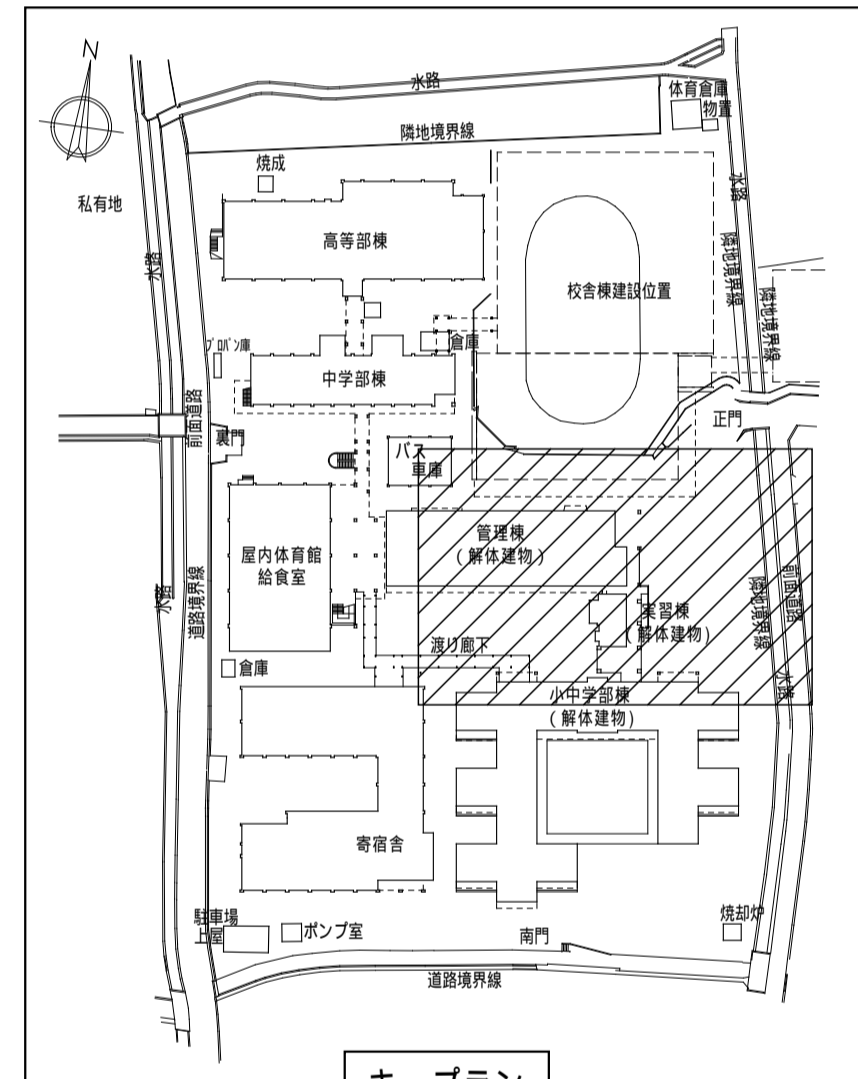 N
水路
体育倉庫
物置
隣地境界線
焼成
私有地
水路
高等部棟
水路
隣地境界線
校舎棟建設位置
隣地境界線
プロパン庫
倉庫
中学部棟
前面道路
裏門
正門
バス
車庫
管理棟
(解体建物)
屋内体育館
給食室
前面道路
水路
道路境界線
実習棟
(解体建物)
隣地境界線
渡り廊下
倉庫
水路
小中学部棟
(解体建物)
寄宿舎
駐車場
上屋
ポンプ室
南門
焼却炉
道路境界線
キープラン